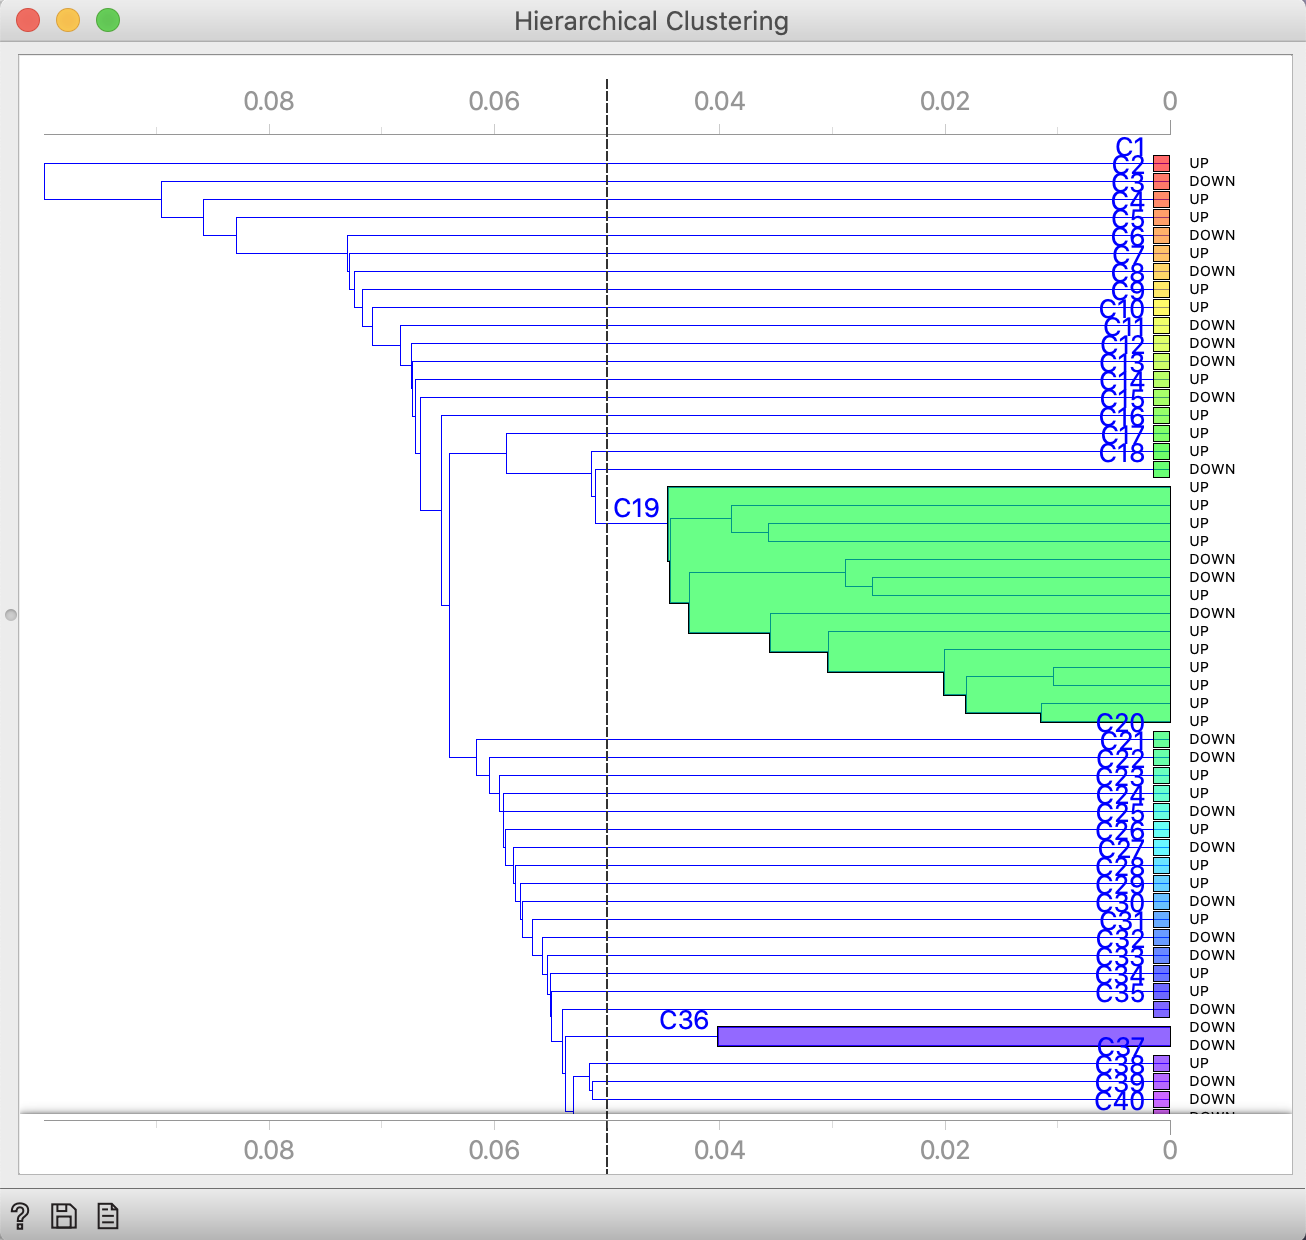 Hierarchical Clustering
0.08 0.06 0.04 0.02 0
C1
C2 UP
C3 DOWN
C4 UP
C5 UP
C6 DOWN
C7 UP
C8 DOWN
C9 UP
C10 UP
C11 DOWN
C12 DOWN
C13 DOWN
C14 UP
C15 DOWN
C16 UP
C17 UP
C18 UP
DOWN
UP
C19 UP
UP
UP
DOWN
DOWN
UP
DOWN
UP
UP
UP
UP
UP
C20 UP
C21 DOWN
C22 DOWN
C23 UP
C24 UP
C25 DOWN
C26 UP
C27 DOWN
C28 UP
C29 UP
C30 DOWN
C31 UP
C32 DOWN
C33 DOWN
C34 UP
C35 UP
DOWN
C36 DOWN
C37 DOWN
C38 UP
C39 DOWN
C40 DOWN
DOWN
0.08 0.06 0.04 0.02 0
?